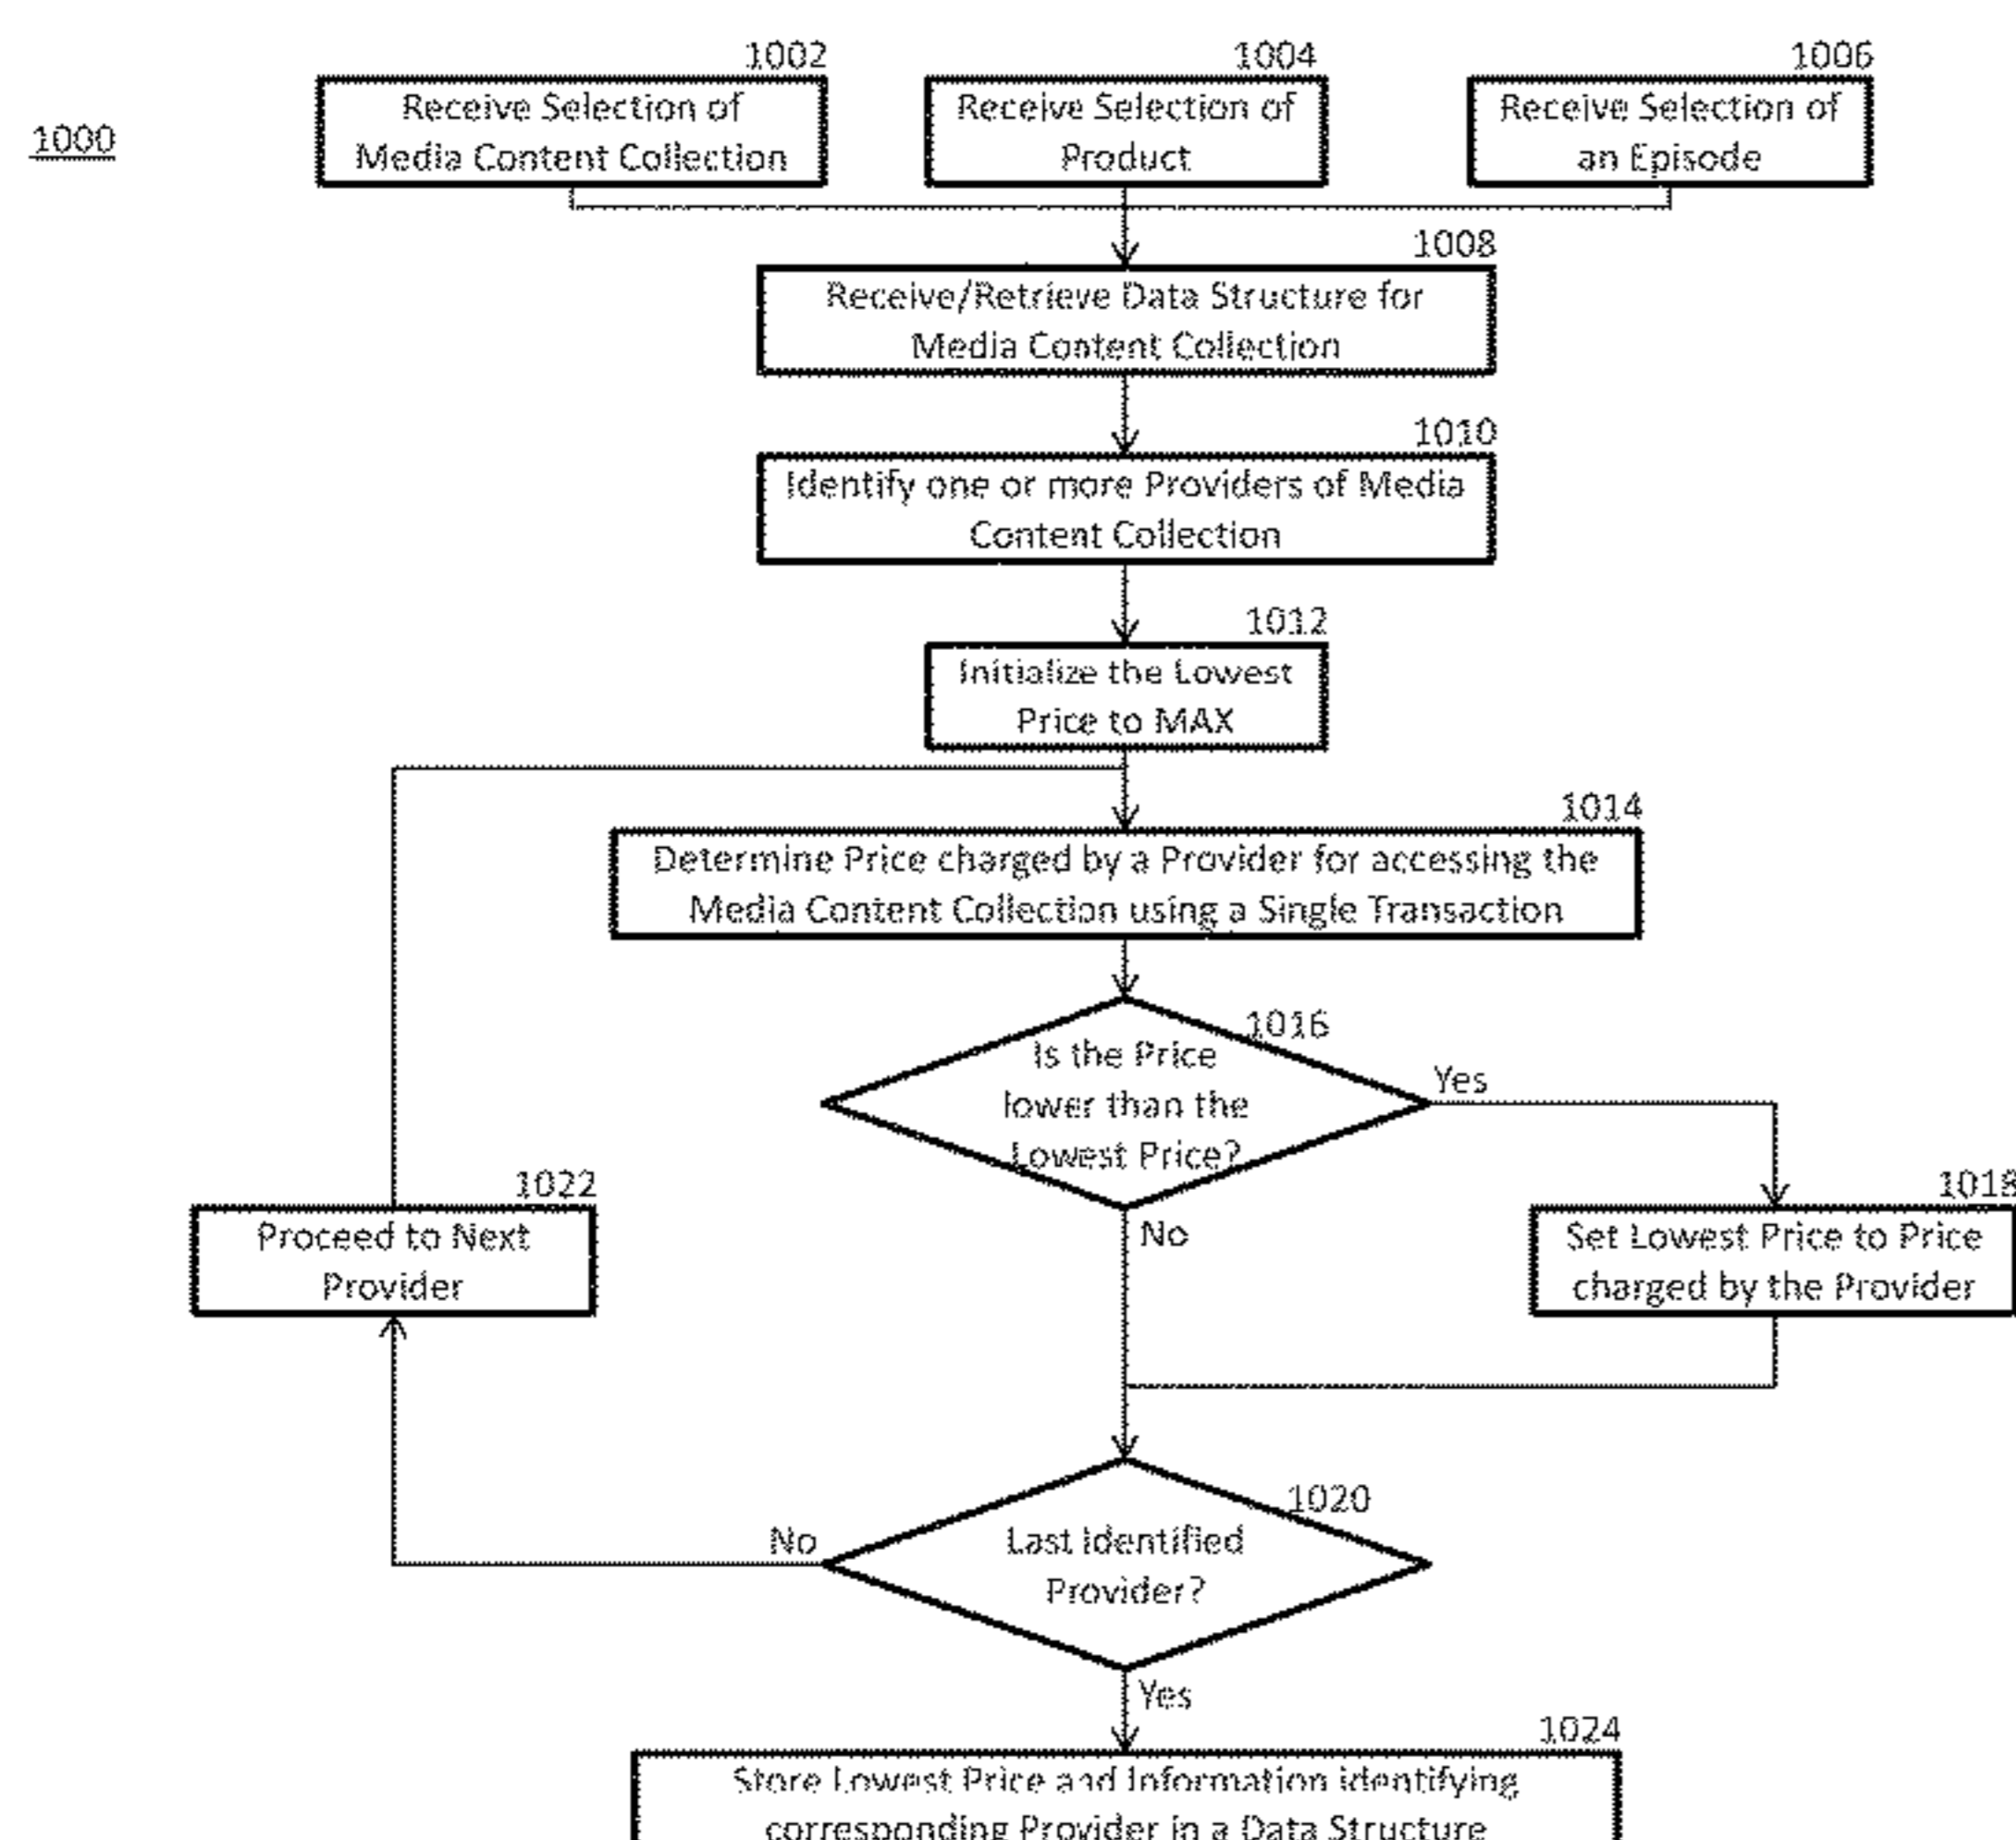 1000
1002
Receive Selection of
Media Content Collection
1004
Receive Selection of
Product
1006
Receive Selection of
an Episode
1008
Receive/Retrieve Data Structure for
Media Content Collection
1010
Identify one or more Providers of Media
Content Collection
1012
Initialize the Lowest
Price to MAX
1014
Determine Price charged by a Provider for accessing the
Media Content Collection using a Single Transaction
1016
Is the Price
lower than the
Lowest Price?
Yes
No
1018
Set Lowest Price to Price
charged by the Provider
1022
Proceed to Next
Provider
1020
Last Identified
Provider?
No
Yes
1024
Store Lowest Price and Information identifying
corresponding Provider in a Data Structure